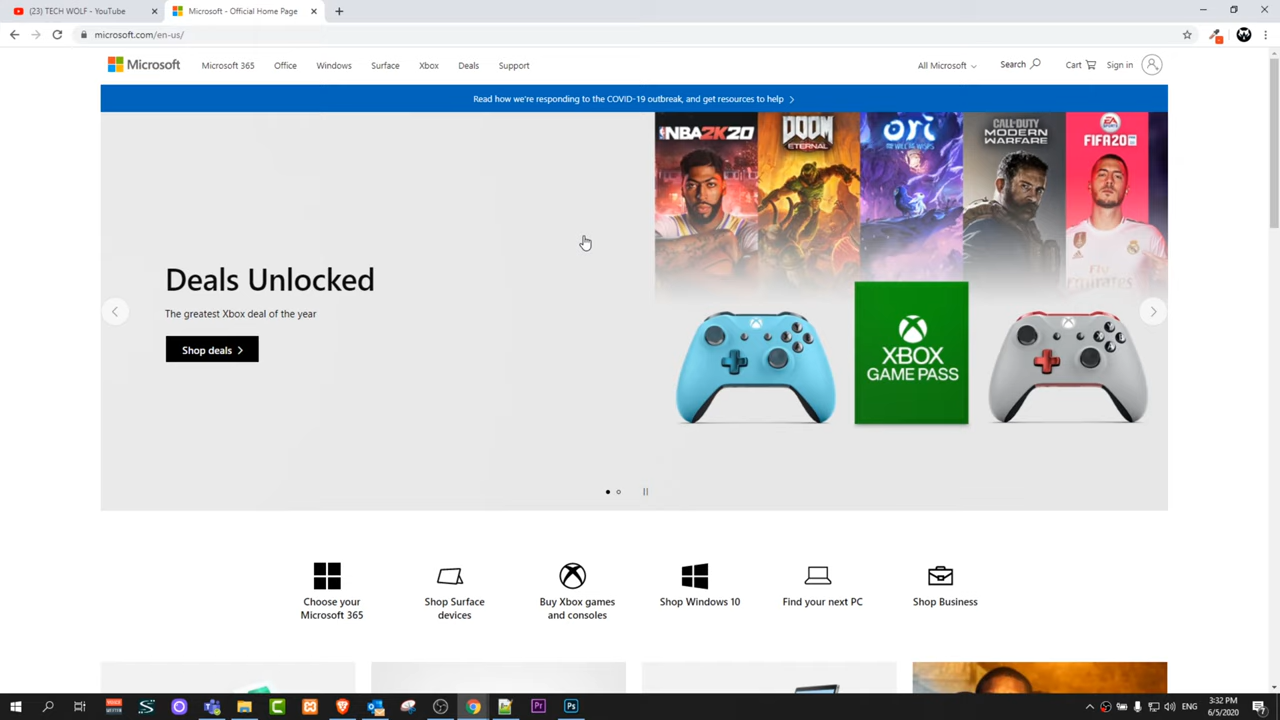 (23) TECH WOLF - YouTube
Microsoft - Official Home Page
microsoft.com/en-us/
Microsoft
Microsoft 365
Office
Windows
Surface
Xbox
Deals
Support
All Microsoft
Search
Cart
Sign in
Read how we're responding to the COVID-19 outbreak, and get resources to help
NBA2K20
DOOM
ETERNAL
ori
CALL·DUTY
MODERN
WARFARE
EA SPORTS
FIFA20
Deals Unlocked
The greatest Xbox deal of the year
Shop deals
XBOX
GAME PASS
Choose your
Microsoft 365
Shop Surface
devices
Buy Xbox games
and consoles
Shop Windows 10
Find your next PC
Shop Business
ENG
3:32 PM
6/5/2020